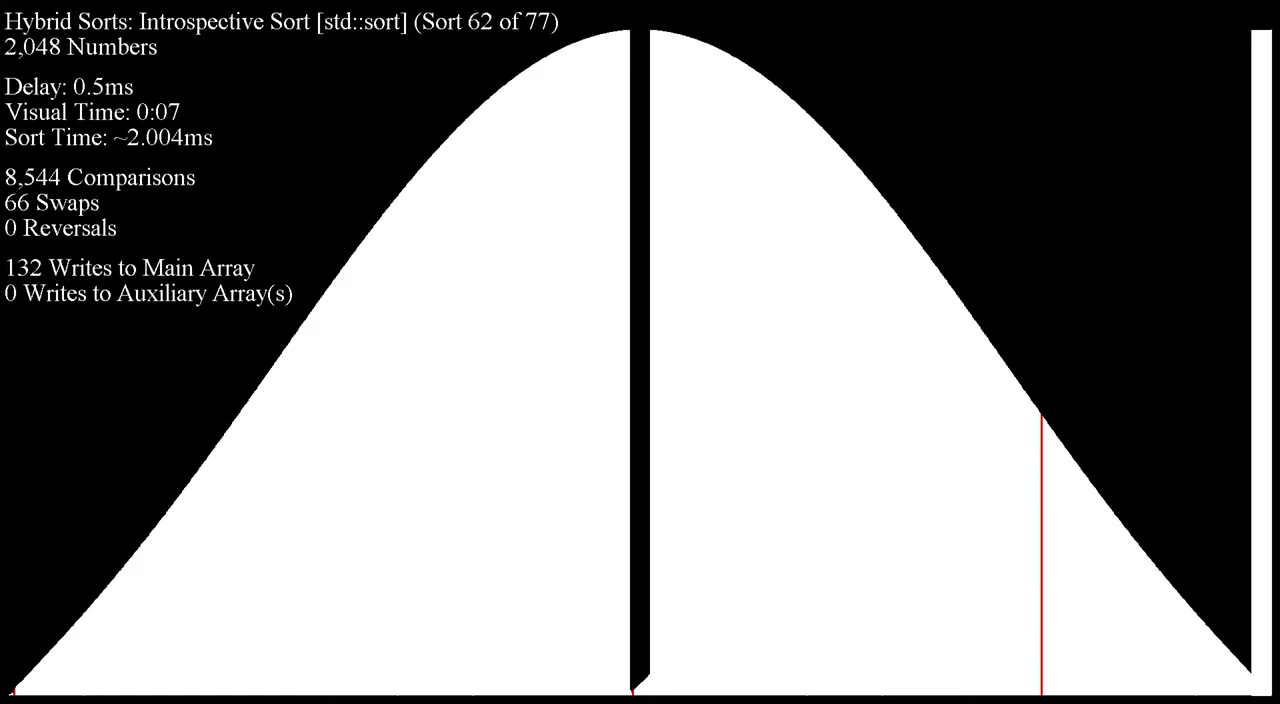 Hybrid Sorts: Introspective Sort [std::sort] (Sort 62 of 77)
2,048 Numbers
Delay: 0.5ms
Visual Time: 0:07
Sort Time: ~2.004ms
8,544 Comparisons
66 Swaps
0 Reversals
132 Writes to Main Array
0 Writes to Auxiliary Array(s)